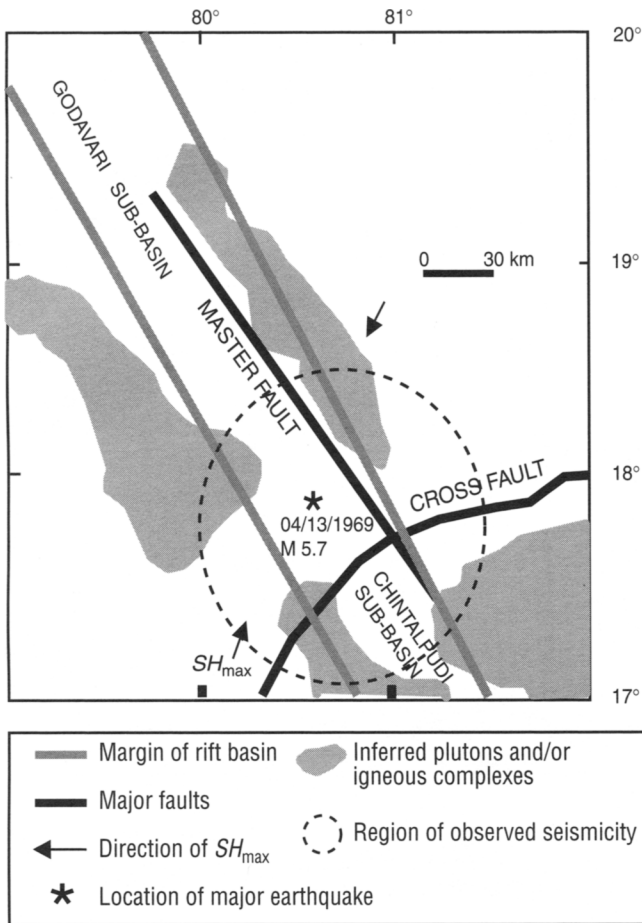 80°
81°
20°
GODAVARI
SUB-BASIN
19°
0 30 km
MASTER FAULT
18°
CROSS FAULT
04/13/1969
M 5.7
CHINTALPUDI
SUB-BASIN
SHmax
17°
Margin of rift basin
Inferred plutons and/or
igneous complexes
Major faults
Direction of SHmax
Region of observed seismicity
* Location of major earthquake